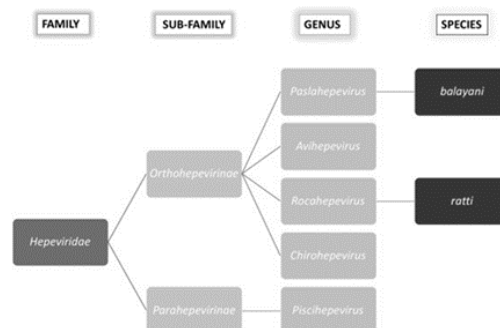 FAMILY
SUB-FAMILY
GENUS
SPECIES
Paslahepevirus
balayani
Avihepevirus
Orthohepevirinae
Rocahepevirus
ratti
Hepeviridae
Chirohepevirus
Parahepevirinae
Piscihepevirus